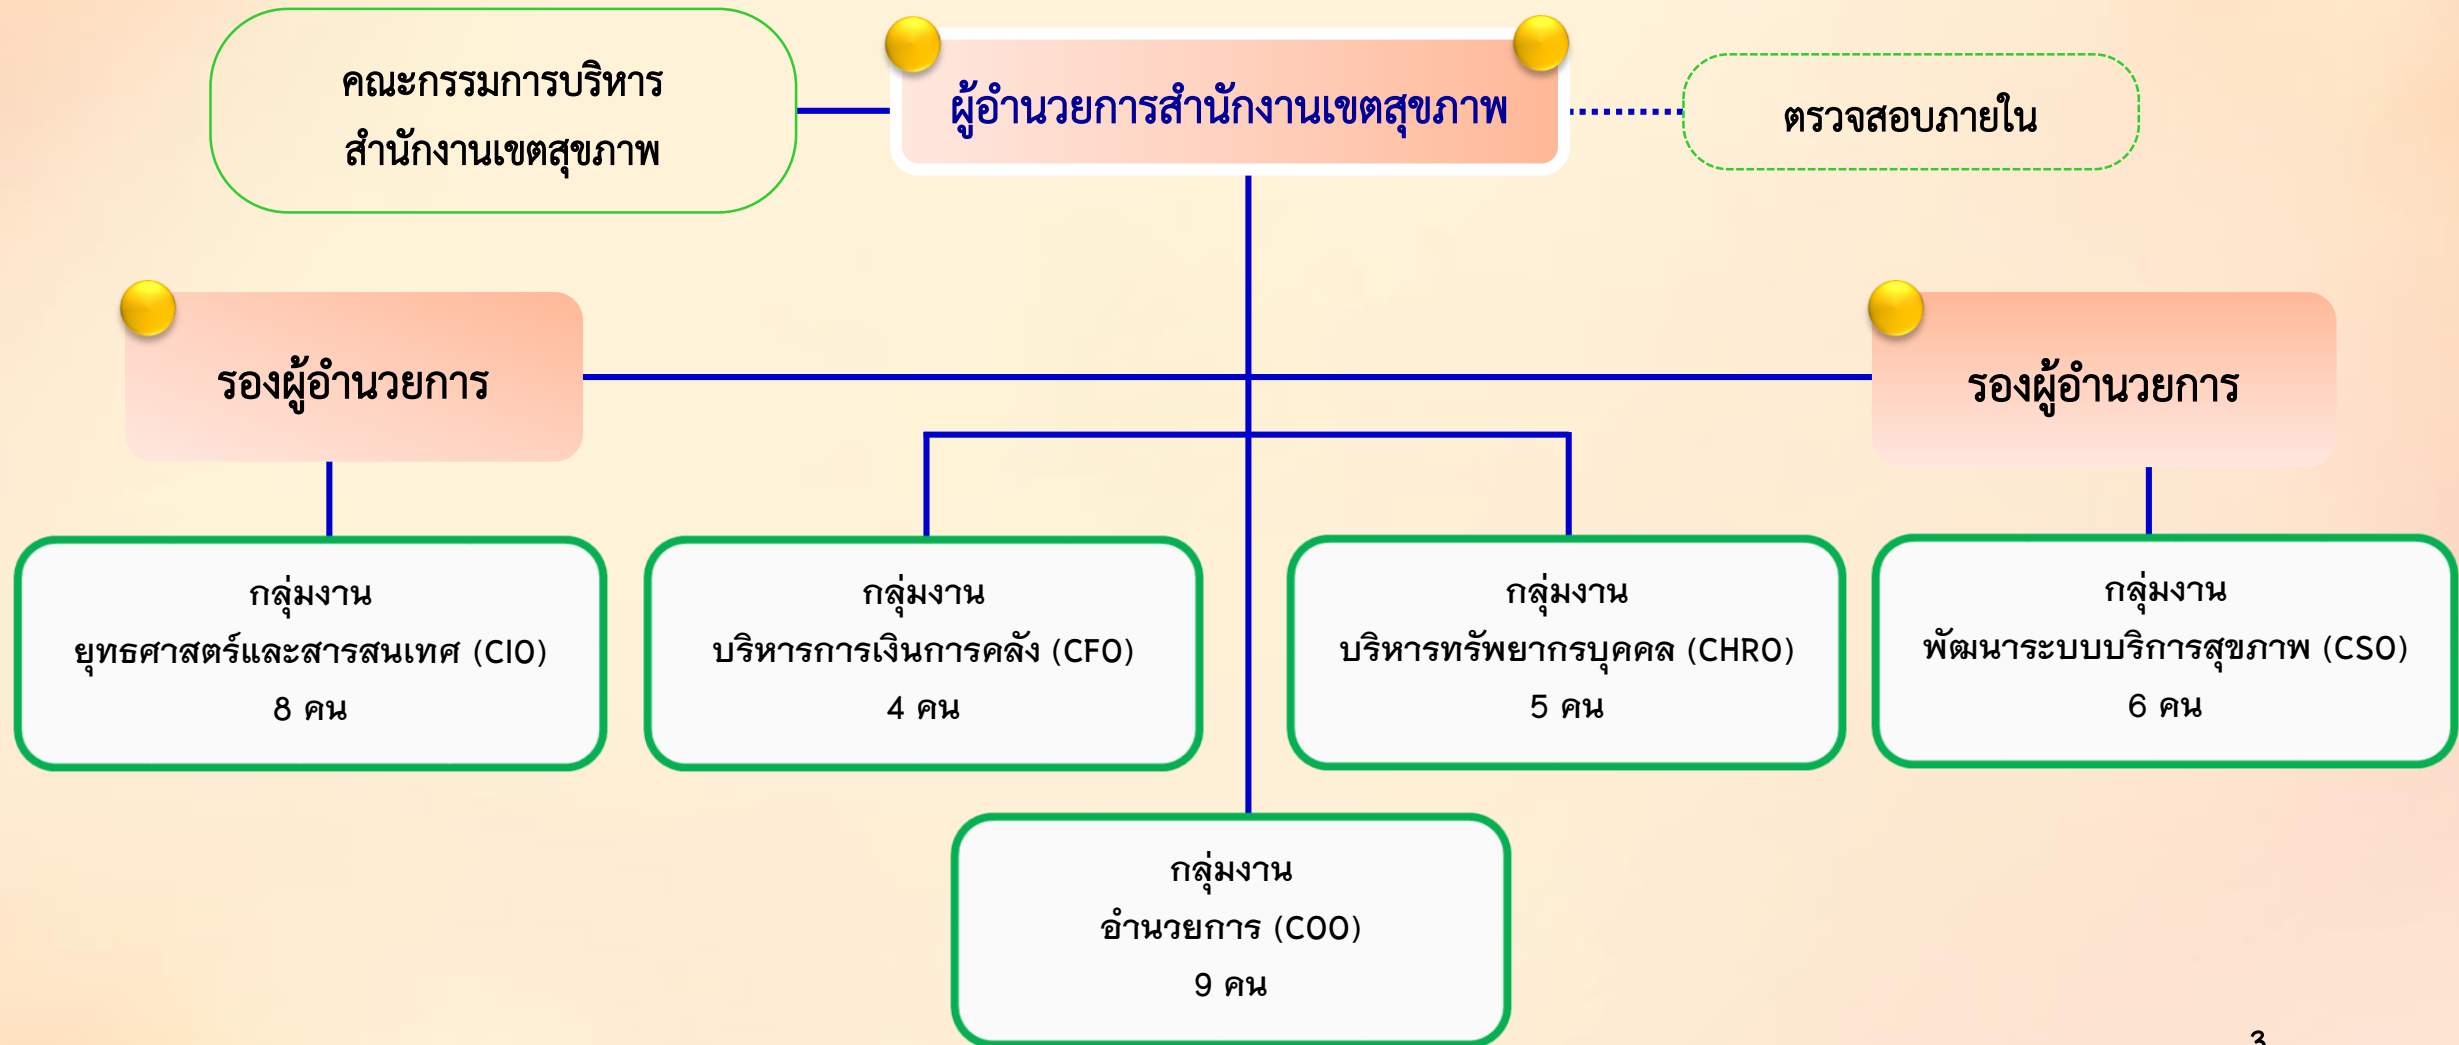 คณะกรรมการบริหาร
สำนักงานเขตสุขภาพ
ผู้อำนวยการสำนักงานเขตสุขภาพ
ตรวจสอบภายใน
รองผู้อำนวยการ
รองผู้อำนวยการ
กลุ่มงาน
ยุทธศาสตร์และสารสนเทศ (CIO)
8 คน
กลุ่มงาน
บริหารการเงินการคลัง (CFO)
4 คน
กลุ่มงาน
บริหารทรัพยากรบุคคล (CHRO)
5 คน
กลุ่มงาน
พัฒนาระบบบริการสุขภาพ (CSO)
6 คน
กลุ่มงาน
อำนวยการ (COO)
9 คน
3